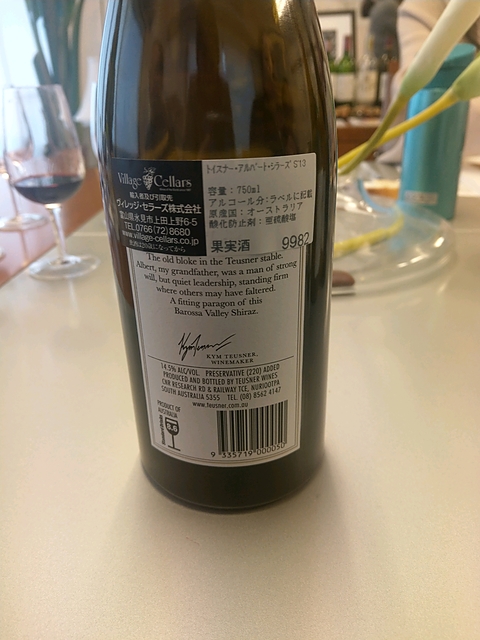 Village Cellars
輸入者及び引取先
ヴィレッジ・セラーズ株式会社
富山県氷見市上田上野6-5
TEL.0766(72)8680
www.village-cellars.co.jp
トイスナー・アルバート・シラーズ S13
容量：750ml
アルコール分：ラベルに記載
原産国：オーストラリア
酸化防止剤：亜硫酸塩
果実酒 9982
The old bloke in the Teusner stable.
Albert, my grandfather, was a man of strong
will, but quiet leadership, standing firm
where others may have faltered.
A fitting paragon of this
Barossa Valley Shiraz.
KYM TEUSNER.
WINEMAKER
14.5% ALC/VOL. PRESERVATIVE (220) ADDED
PRODUCED AND BOTTLED BY TEUSNER WINES
CNR RESEARCH RD & RAILWAY TCE, NURIOOTPA
SOUTH AUSTRALIA 5355 TEL. (08) 8562 4147
www.teusner.com.au
PRODUCT OF
AUSTRALIA
8.6
9 335719 000050